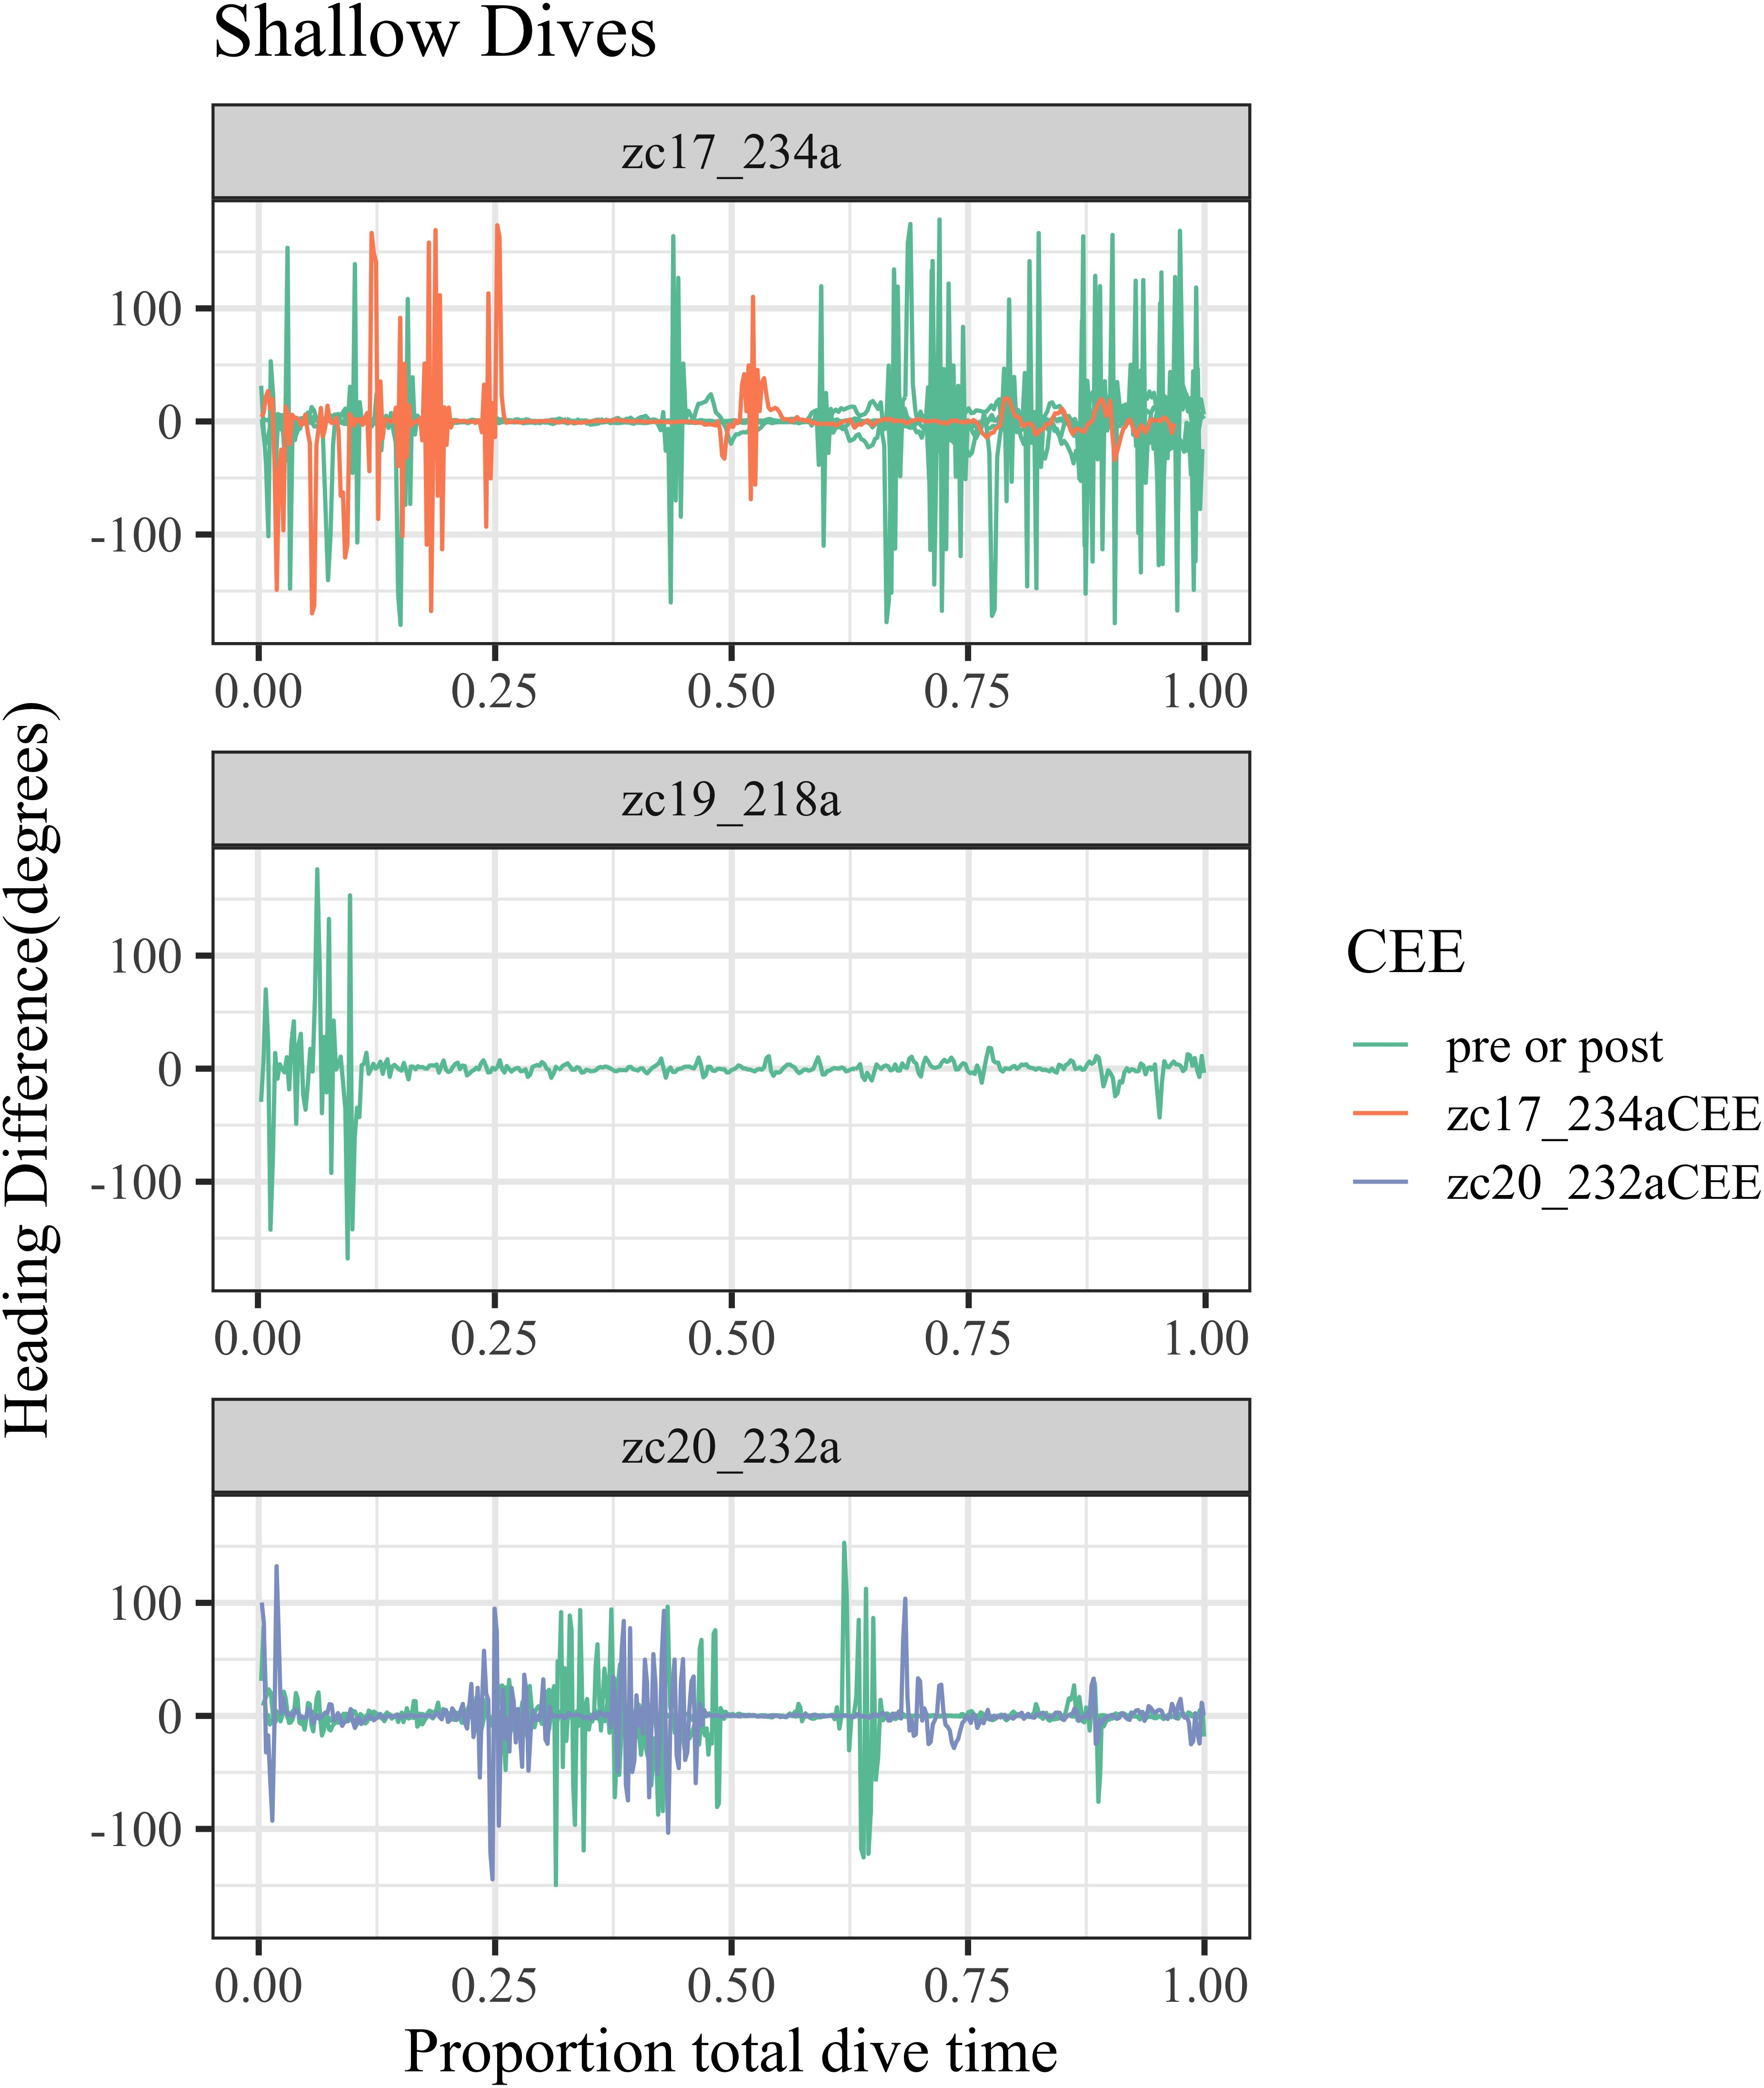 Shallow Dives
zc17_234a
100
0
-100
0.00 0.25 0.50 0.75 1.00
Heading Difference(degrees)
zc19_218a
100
0
-100
0.00 0.25 0.50 0.75 1.00
CEE
pre or post
zc17_234aCEE
zc20_232aCEE
zc20_232a
100
0
-100
0.00 0.25 0.50 0.75 1.00
Proportion total dive time